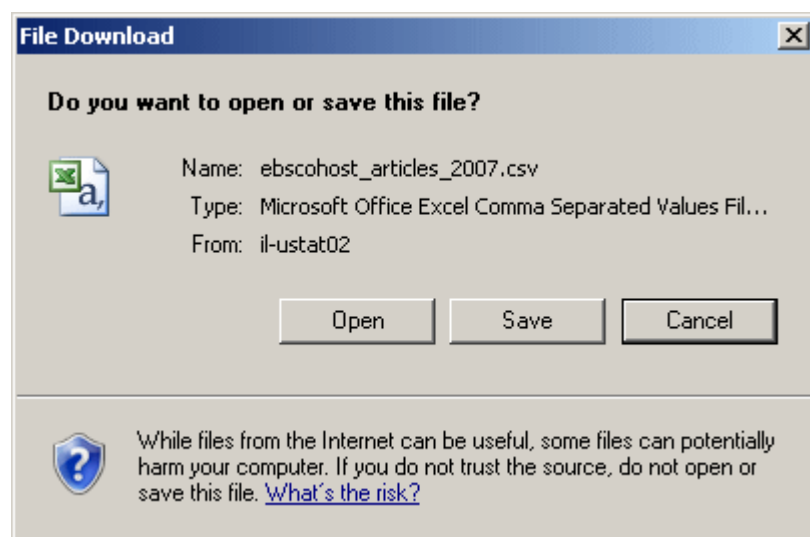 File Download
Do you want to open or save this file?
Name: ebscohost_articles_2007.csv
Type: Microsoft Office Excel Comma Separated Values Fil...
From: il-ustat02
Open Save Cancel
While files from the Internet can be useful, some files can potentially
harm your computer. If you do not trust the source, do not open or
save this file. What's the risk?